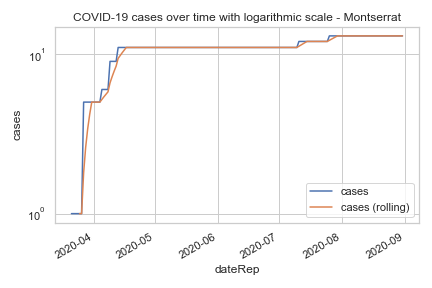 COVID-19 cases over time with logarithmic scale - Montserrat
10¹
cases
10⁰
cases
cases (rolling)
2020-04
2020-05
2020-06
2020-07
2020-08
2020-09
dateRep